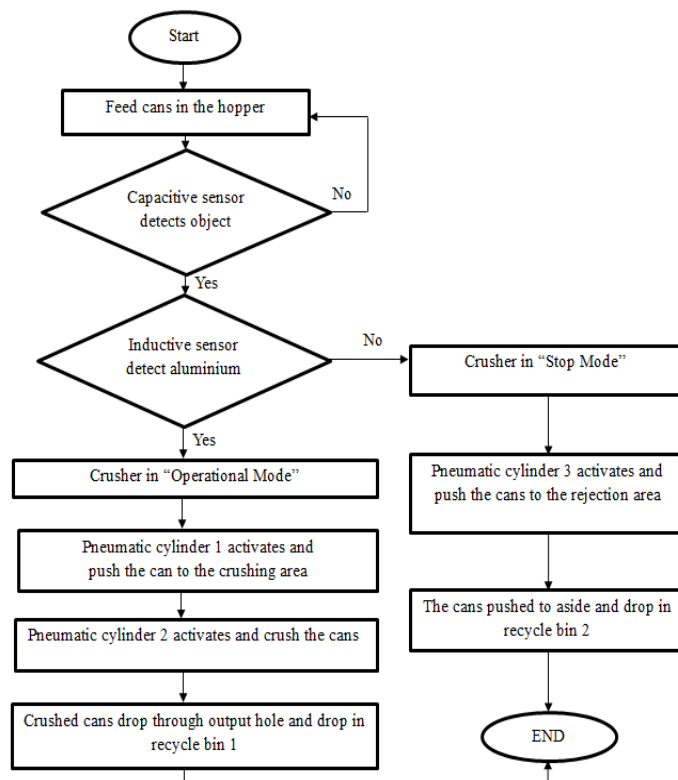 Start
Feed cans in the hopper
Capacitive sensor
detects object
No
Yes
Inductive sensor
detect aluminium
No
Crusher in “Stop Mode”
Yes
Crusher in “Operational Mode”
Pneumatic cylinder 3 activates and
push the cans to the rejection area
Pneumatic cylinder 1 activates and
push the can to the crushing area
The cans pushed to aside and drop in
recycle bin 2
Pneumatic cylinder 2 activates and crush the cans
Crushed cans drop through output hole and drop in
recycle bin 1
END